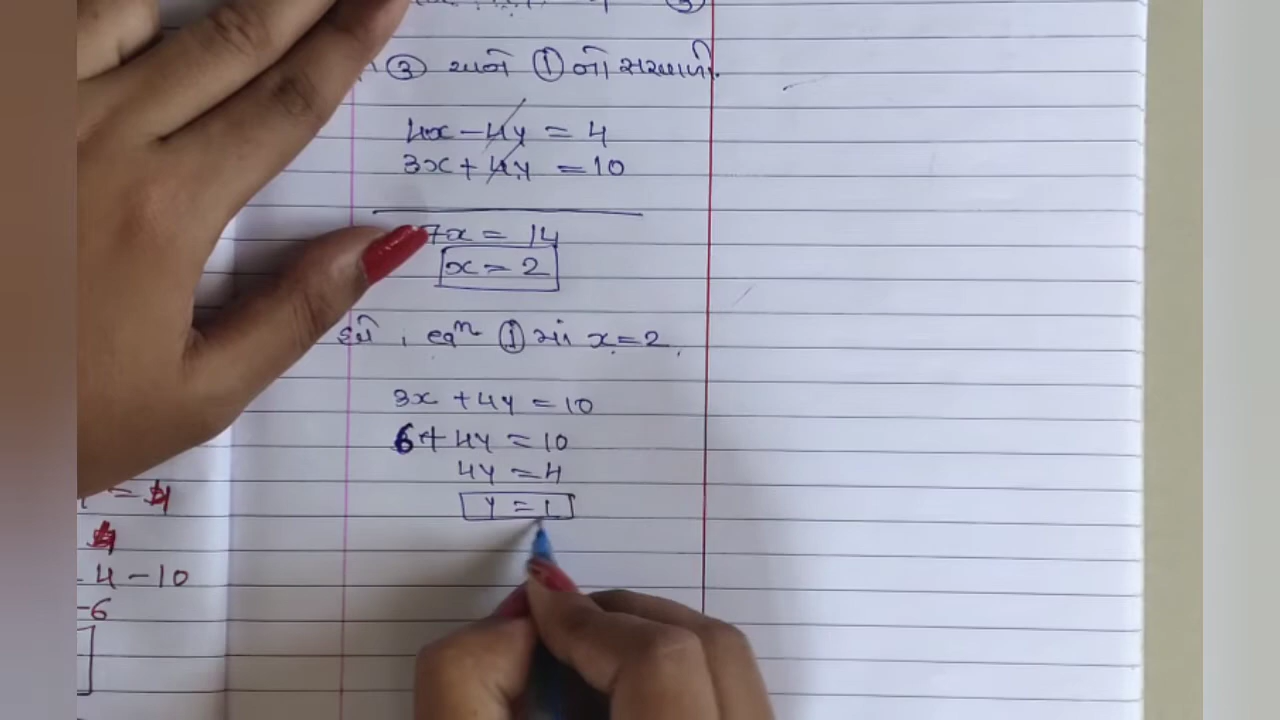 ③
③ અને ① નો સરવાળો.
4x - 4y = 4
3x + 4y = 10
7x = 14
x = 2
હવે, eqⁿ ① માં x = 2.
3x + 4y = 10
6 + 4y = 10
4y = 4
y = 1
4 - 10
-6